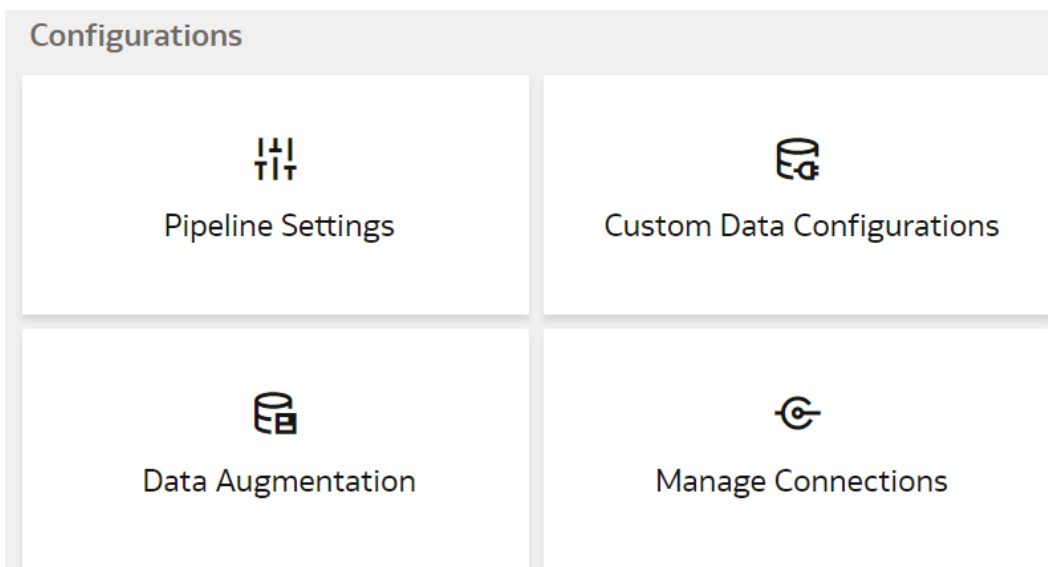 Configurations
Pipeline Settings
Custom Data Configurations
Data Augmentation
Manage Connections